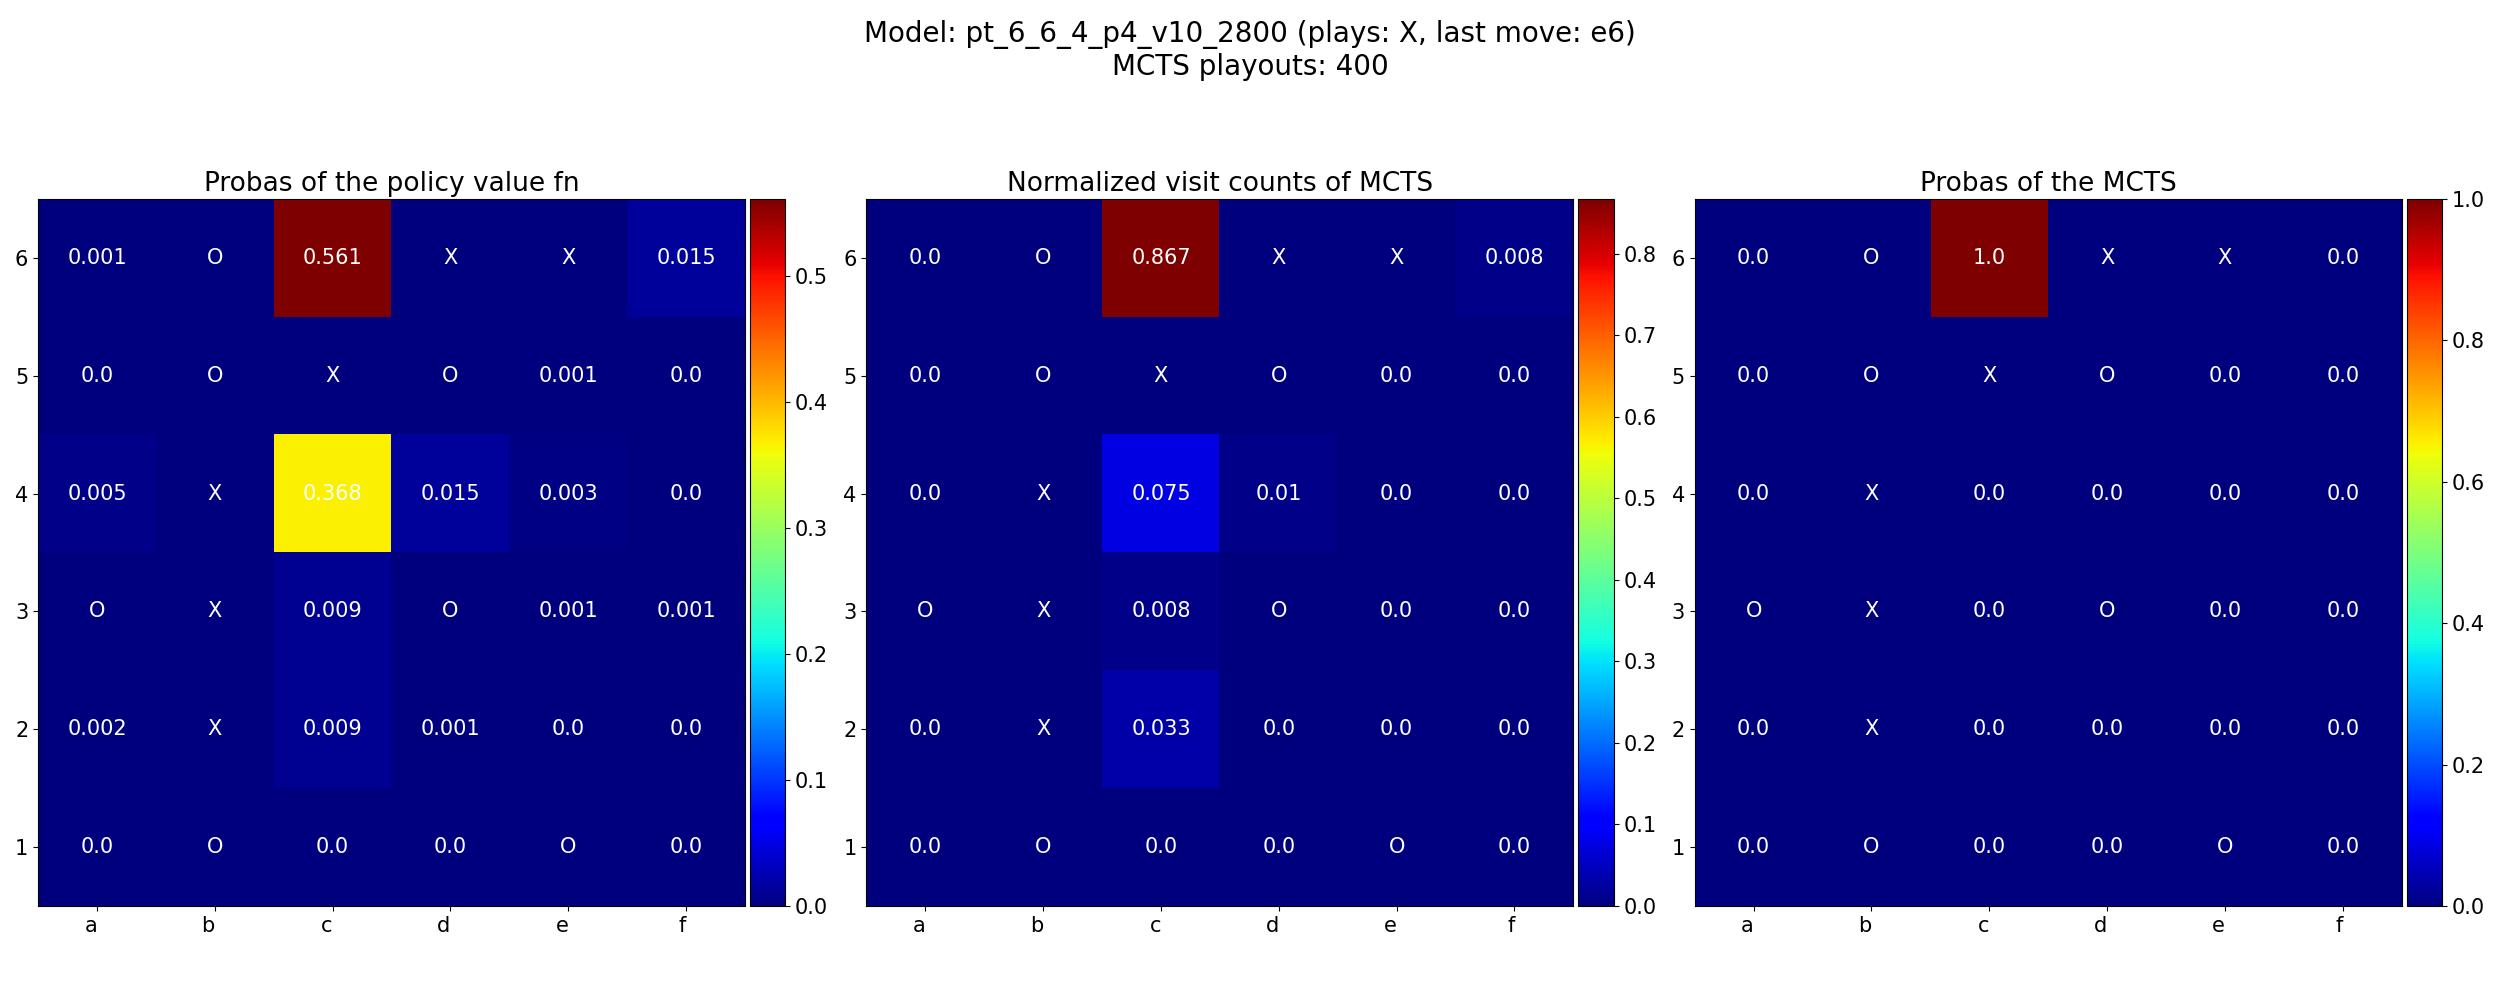 Model: pt_6_6_4_p4_v10_2800 (plays: X, last move: e6)
MCTS playouts: 400
Probas of the policy value fn
6 0.001 O 0.561 X X 0.015
5 0.0 O X O 0.001 0.0
4 0.005 X 0.368 0.015 0.003 0.0
3 O X 0.009 O 0.001 0.001
2 0.002 X 0.009 0.001 0.0 0.0
1 0.0 O 0.0 0.0 O 0.0
a b c d e f
0.5
0.4
0.3
0.2
0.1
0.0
Normalized visit counts of MCTS
6 0.0 O 0.867 X X 0.008
5 0.0 O X O 0.0 0.0
4 0.0 X 0.075 0.01 0.0 0.0
3 O X 0.008 O 0.0 0.0
2 0.0 X 0.033 0.0 0.0 0.0
1 0.0 O 0.0 0.0 O 0.0
a b c d e f
0.8
0.7
0.6
0.5
0.4
0.3
0.2
0.1
0.0
Probas of the MCTS
6 0.0 O 1.0 X X 0.0
5 0.0 O X O 0.0 0.0
4 0.0 X 0.0 0.0 0.0 0.0
3 O X 0.0 O 0.0 0.0
2 0.0 X 0.0 0.0 0.0 0.0
1 0.0 O 0.0 0.0 O 0.0
a b c d e f
1.0
0.8
0.6
0.4
0.2
0.0